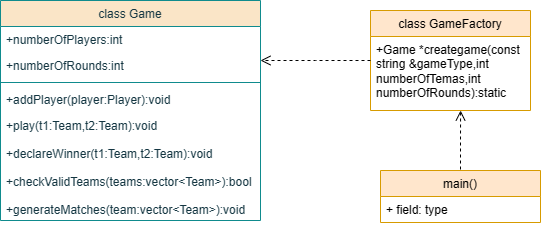 class Game
+numberOfPlayers:int
+numberOfRounds:int
+addPlayer(player:Player):void
+play(t1:Team,t2:Team):void
+declareWinner(t1:Team,t2:Team):void
+checkValidTeams(teams:vector<Team>):bool
+generateMatches(team:vector<Team>):void
class GameFactory
+Game *creategame(const
string &gameType,int
numberOfTemas,int
numberOfRounds):static
main()
+ field: type